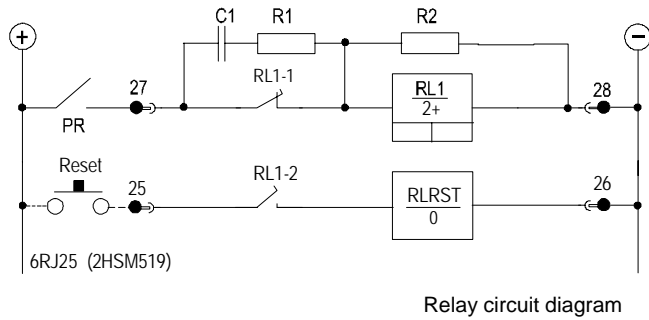 C1 R1 R2
+
−
27 RL1-1 RL1 28
2+
PR
Reset
25 RL1-2 RLRST 26
0
6RJ25 (2HSM519)
Relay circuit diagram